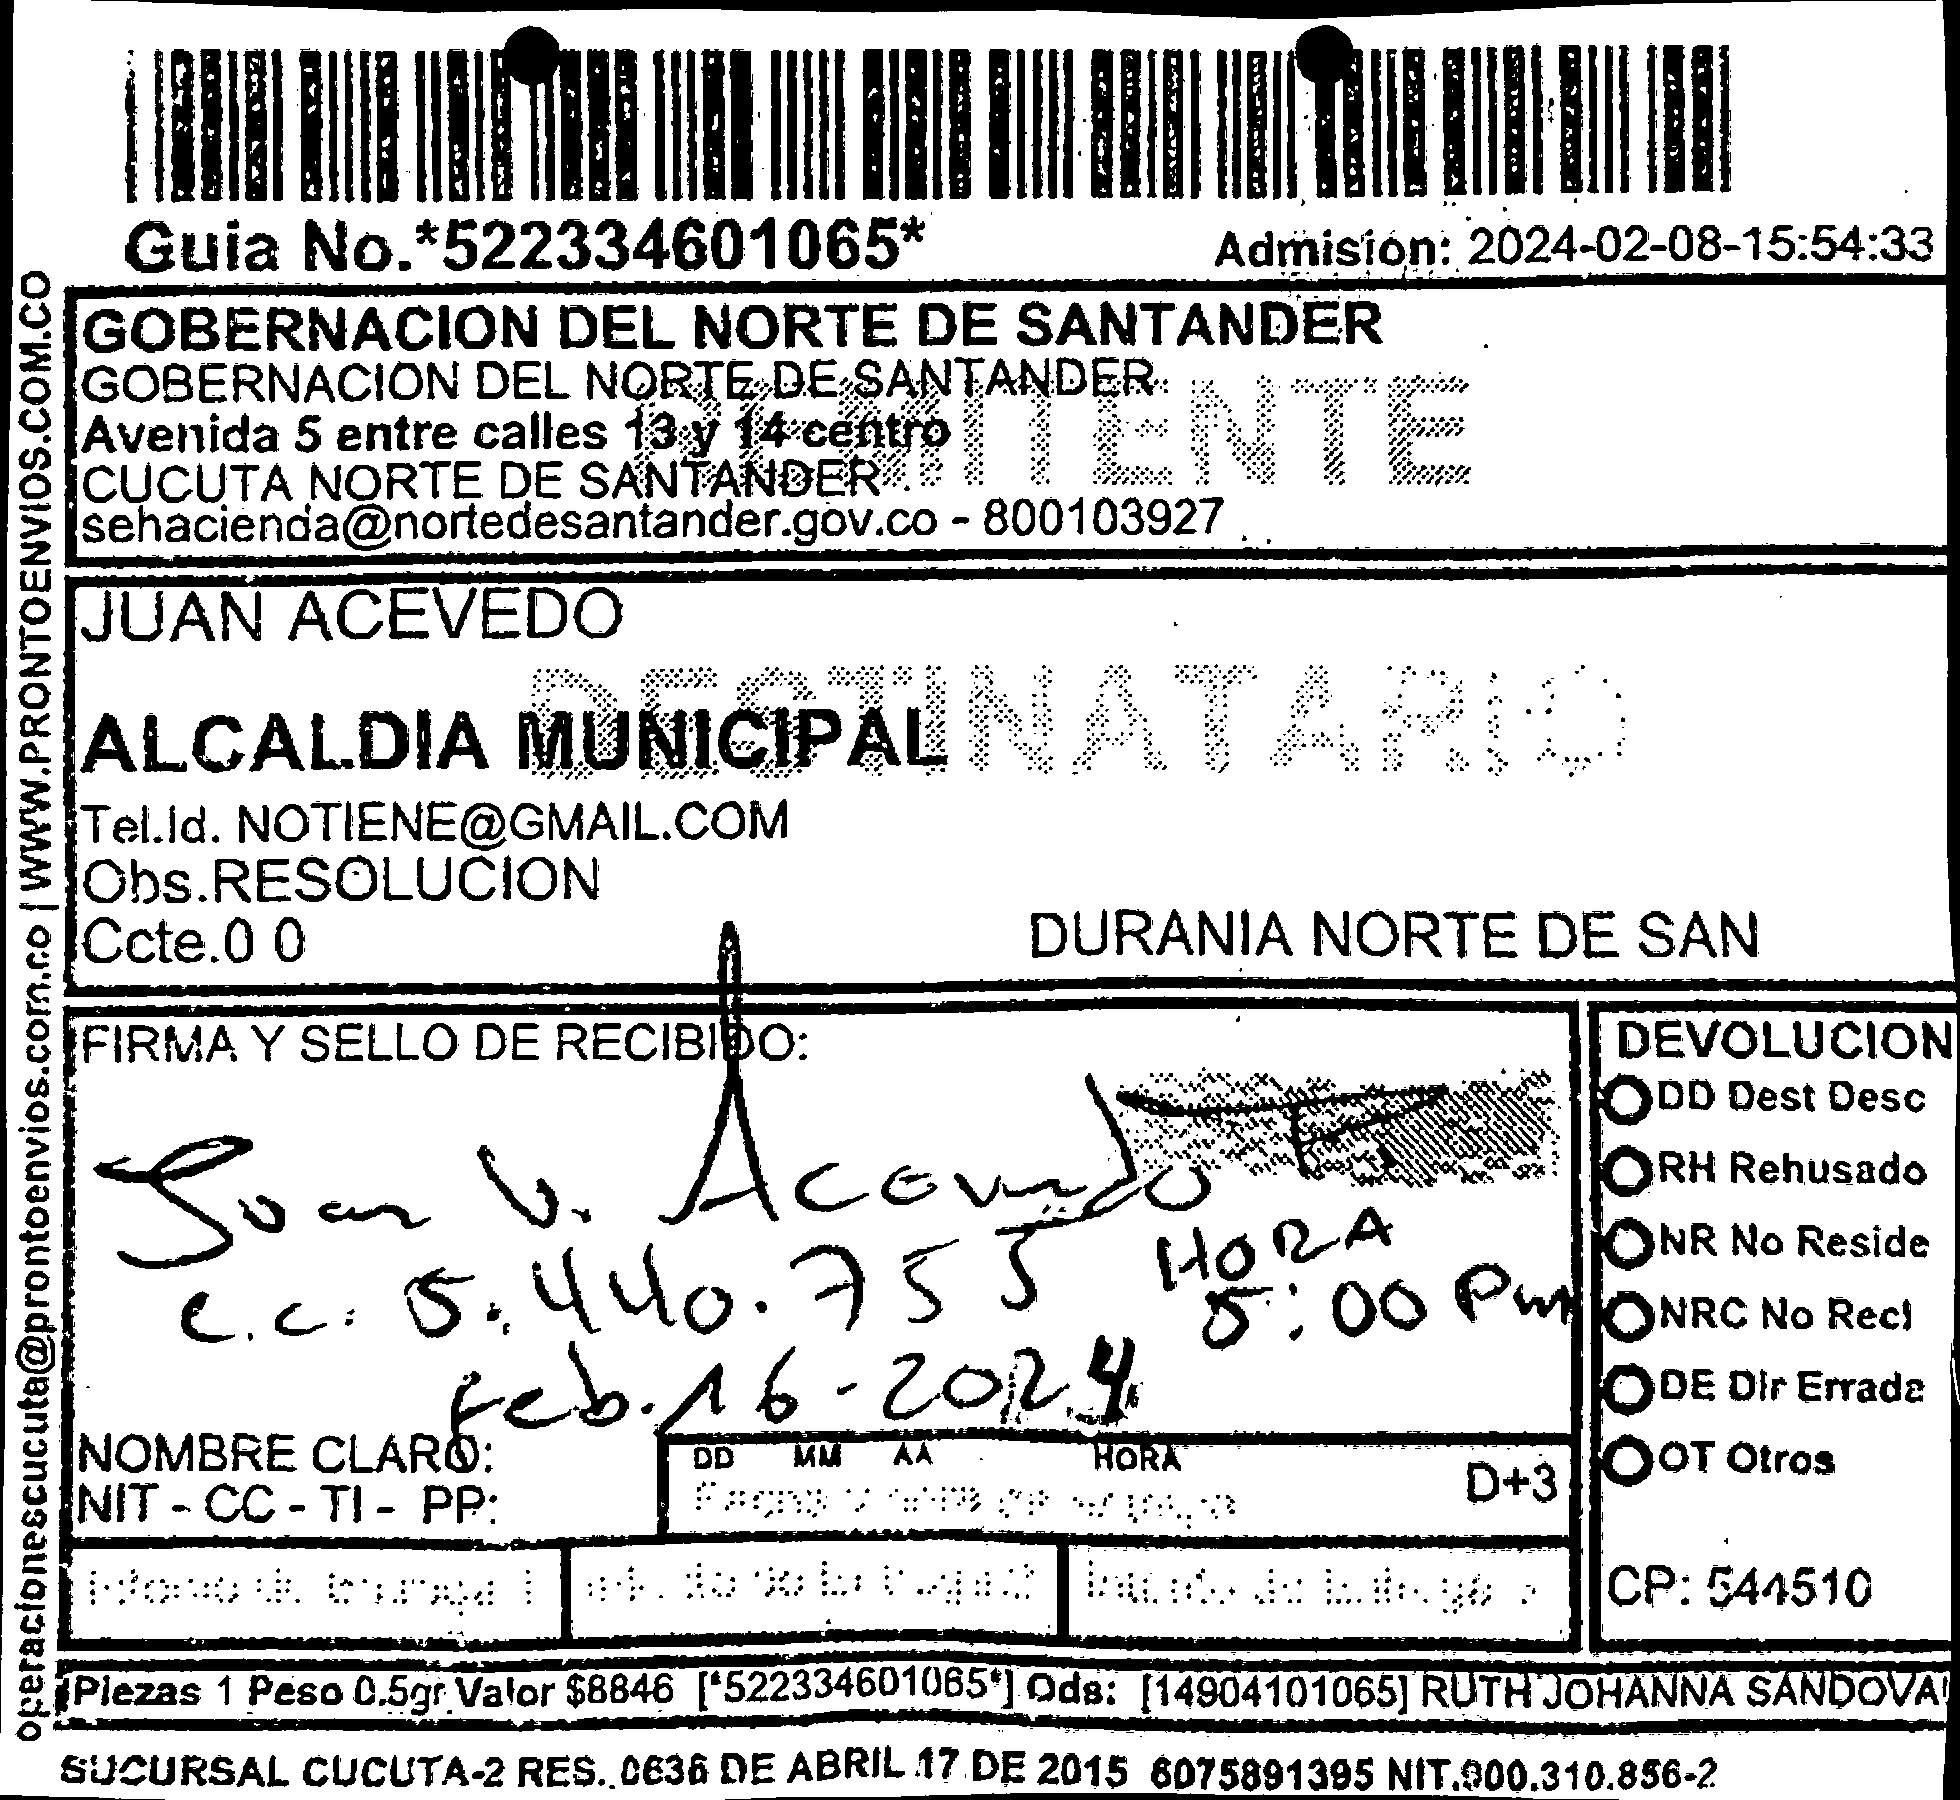 Guia No.*522334601065*
Admision: 2024-02-08-15:54:33
operacionescucuta@prontoenvios.com.co | WWW.PRONTOENVIOS.COM.CO
GOBERNACION DEL NORTE DE SANTANDER
GOBERNACION DEL NORTE DE SANTANDER
REMITENTE
Avenida 5 entre calles 13 y 14 centro
CUCUTA NORTE DE SANTANDER
sehacienda@nortedesantander.gov.co - 800103927
JUAN ACEVEDO
DESTINATARIO
ALCALDIA MUNICIPAL
Tel.Id. NOTIENE@GMAIL.COM
Obs.RESOLUCION
Ccte.0 0
DURANIA NORTE DE SAN
FIRMA Y SELLO DE RECIBIDO:
Juan V. Acevedo
HORA
c.c. 5.440.755
5:00 Pm
Feb.16-2024
NOMBRE CLARO:
NIT - CC - TI - PP:
DD MM AA HORA
D+3
DEVOLUCION
DD Dest Desc
RH Rehusado
NR No Reside
NRC No Recl
DE Dir Errada
OT Otros
CP: 544510
Piezas 1 Peso 0.5gr Valor $8846 [*522334601065*] Ods: [14904101065] RUTH JOHANNA SANDOVAL
SUCURSAL CUCUTA-2 RES. 0636 DE ABRIL 17 DE 2015 6075891395 NIT.900.310.856-2